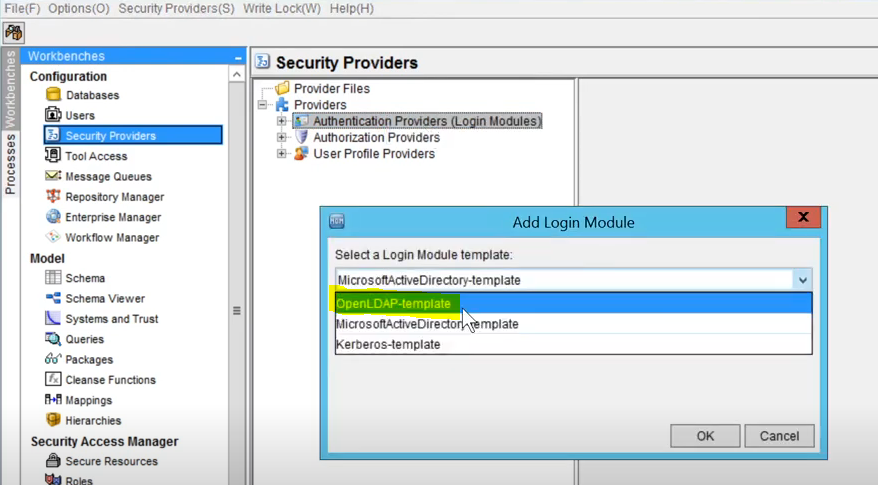 File(F) Options(O) Security Providers(S) Write Lock(W) Help(H)
Workbenches
Processes
Workbenches
Configuration
Databases
Users
Security Providers
Tool Access
Message Queues
Repository Manager
Enterprise Manager
Workflow Manager
Model
Schema
Schema Viewer
Systems and Trust
Queries
Packages
Cleanse Functions
Mappings
Hierarchies
Security Access Manager
Secure Resources
Roles
Security Providers
Provider Files
Providers
Authentication Providers (Login Modules)
Authorization Providers
User Profile Providers
Add Login Module
Select a Login Module template:
MicrosoftActiveDirectory-template
OpenLDAP-template
MicrosoftActiveDirectory-template
Kerberos-template
OK Cancel